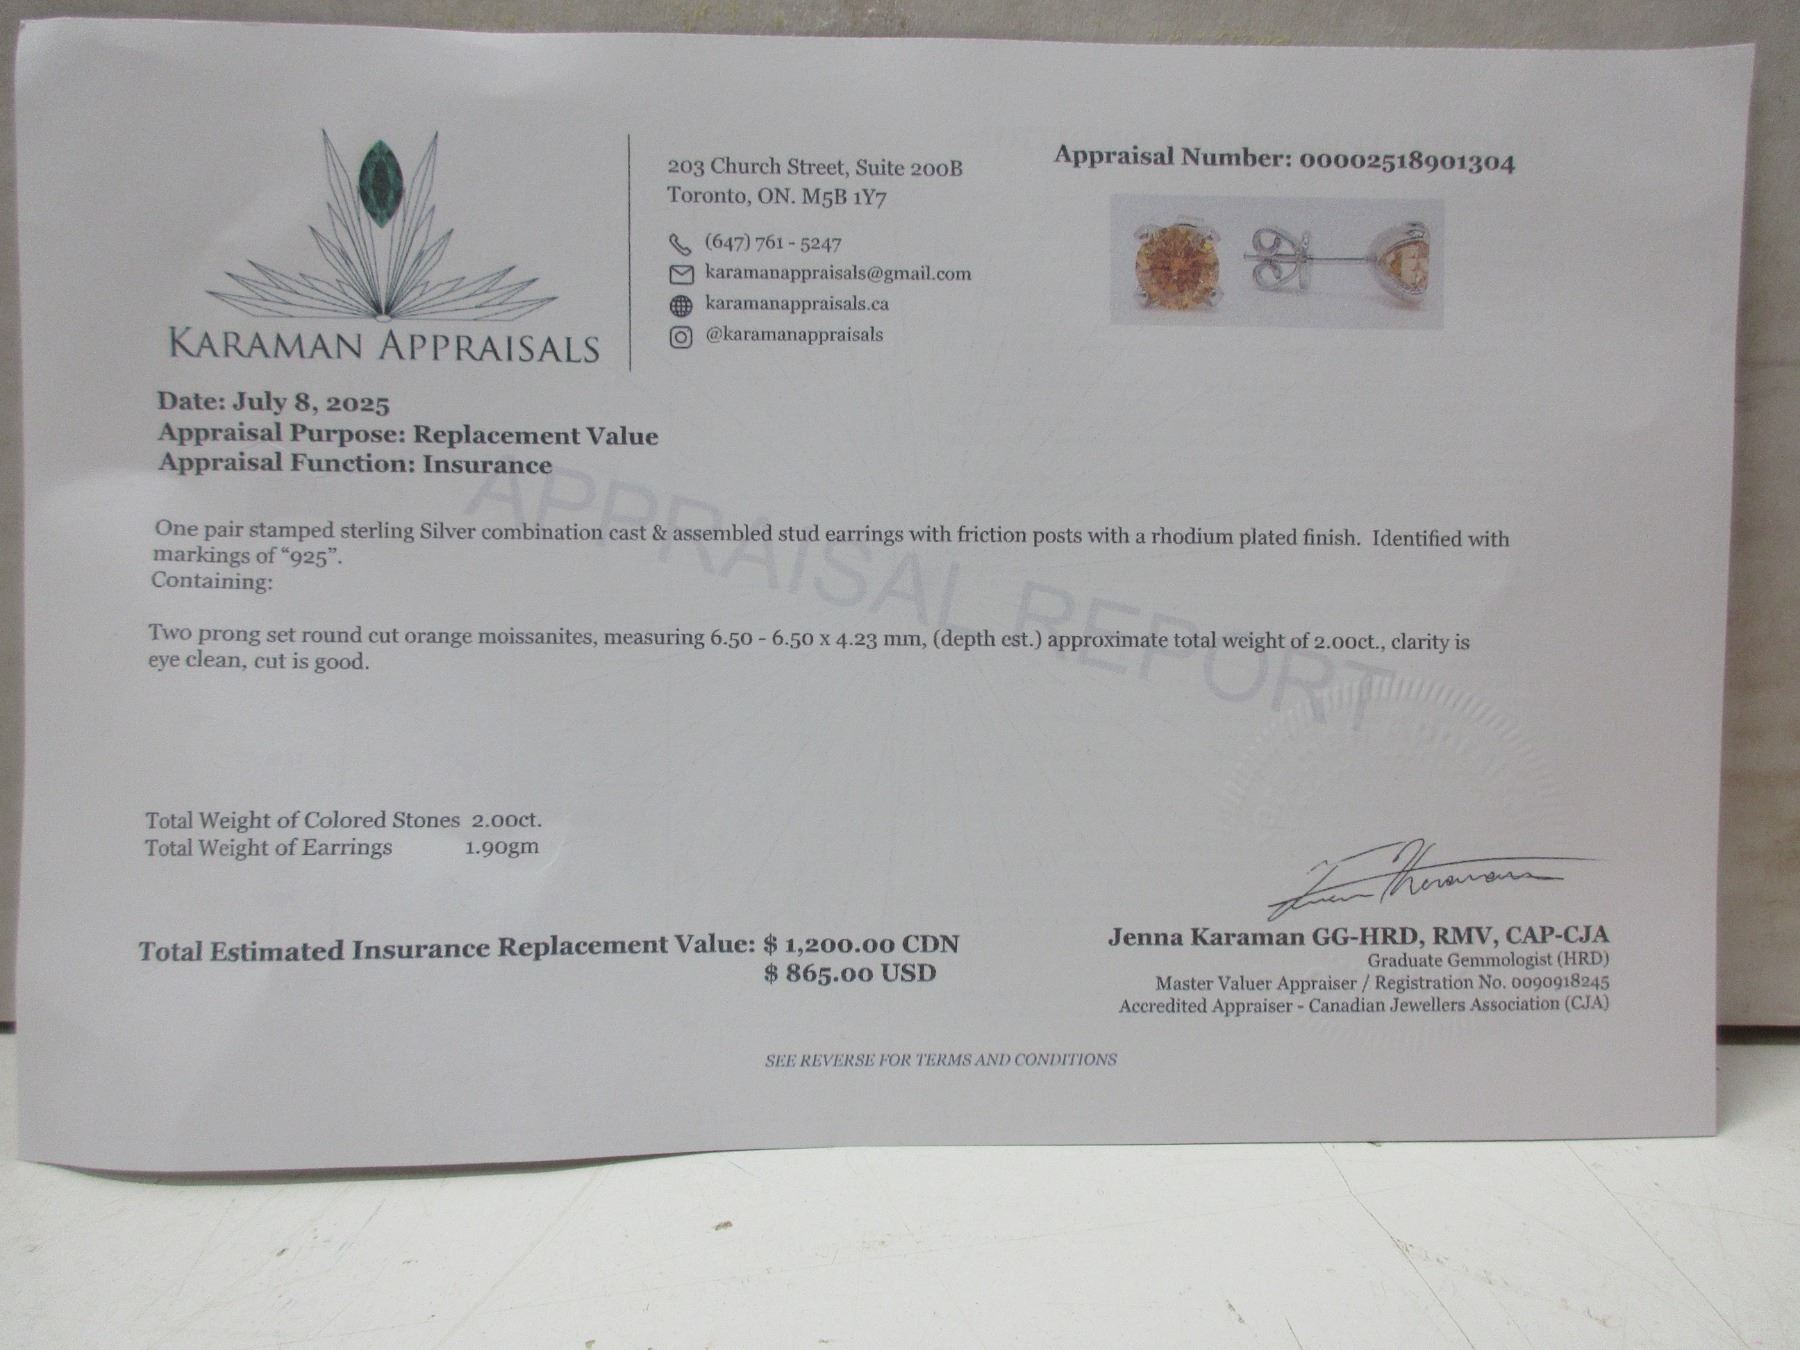 KARAMAN APPRAISALS
203 Church Street, Suite 200B
Toronto, ON. M5B 1Y7
(647) 761 - 5247
karamanappraisals@gmail.com
karamanappraisals.ca
@karamanappraisals
Appraisal Number: 00002518901304
Date: July 8, 2025
Appraisal Purpose: Replacement Value
Appraisal Function: Insurance
APPRAISAL REPORT
One pair stamped sterling Silver combination cast & assembled stud earrings with friction posts with a rhodium plated finish. Identified with
markings of “925”.
Containing:
Two prong set round cut orange moissanites, measuring 6.50 - 6.50 x 4.23 mm, (depth est.) approximate total weight of 2.00ct., clarity is
eye clean, cut is good.
Total Weight of Colored Stones 2.00ct.
Total Weight of Earrings 1.90gm
Total Estimated Insurance Replacement Value: $ 1,200.00 CDN
$ 865.00 USD
Jenna Karaman GG-HRD, RMV, CAP-CJA
Graduate Gemmologist (HRD)
Master Valuer Appraiser / Registration No. 0090918245
Accredited Appraiser - Canadian Jewellers Association (CJA)
SEE REVERSE FOR TERMS AND CONDITIONS